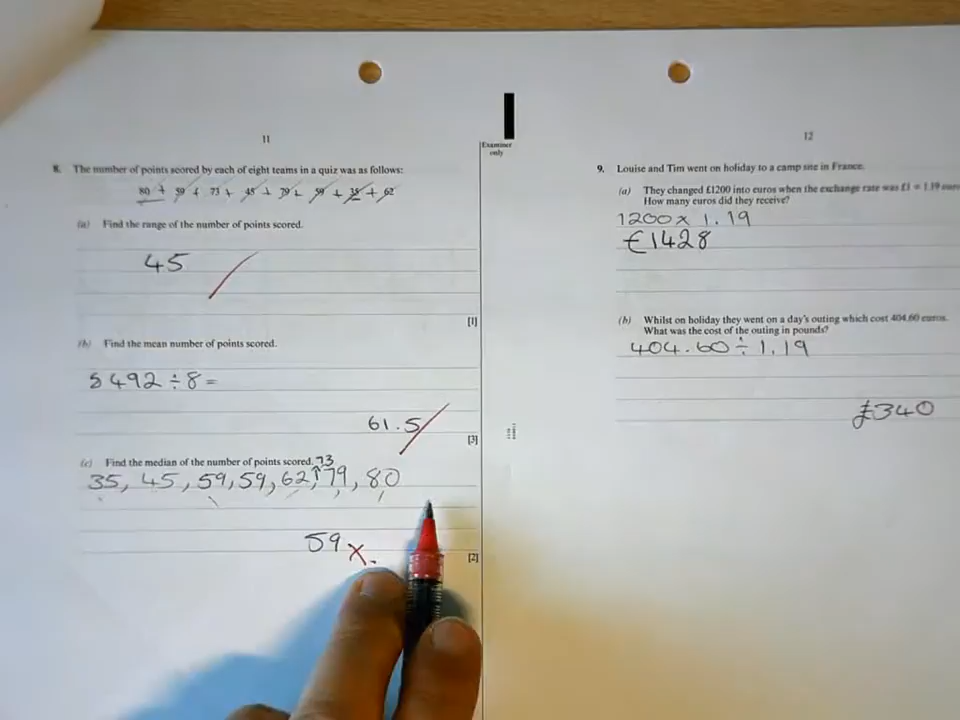 11
8. The number of points scored by each of eight teams in a quiz was as follows:
80 + 59 + 73 + 45 + 79 + 59 + 35 + 62
(a) Find the range of the number of points scored.
45
[1]
(b) Find the mean number of points scored.
5492 ÷ 8 =
61.5
[3]
(c) Find the median of the number of points scored.
73
35, 45, 59, 59, 62, 79, 80
59 x.
[2]
Examiner
only
12
9. Louise and Tim went on holiday to a camp site in France.
(a) They changed £1200 into euros when the exchange rate was £1 = 1.19
How many euros did they receive?
1200 x 1.19
€1428
(b) Whilst on holiday they went on a day's outing which cost 404.60 euros.
What was the cost of the outing in pounds?
404.60 ÷ 1.19
£340